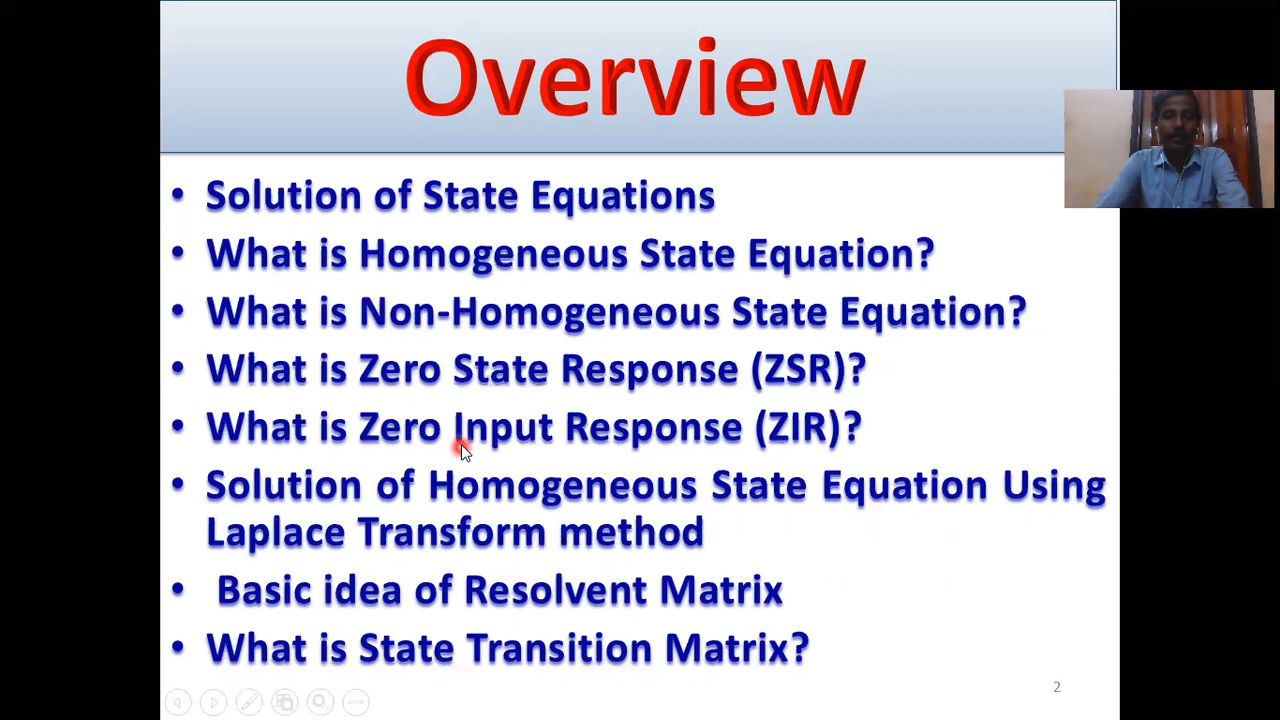 Overview
• Solution of State Equations
• What is Homogeneous State Equation?
• What is Non-Homogeneous State Equation?
• What is Zero State Response (ZSR)?
• What is Zero Input Response (ZIR)?
• Solution of Homogeneous State Equation Using
Laplace Transform method
• Basic idea of Resolvent Matrix
• What is State Transition Matrix?
2